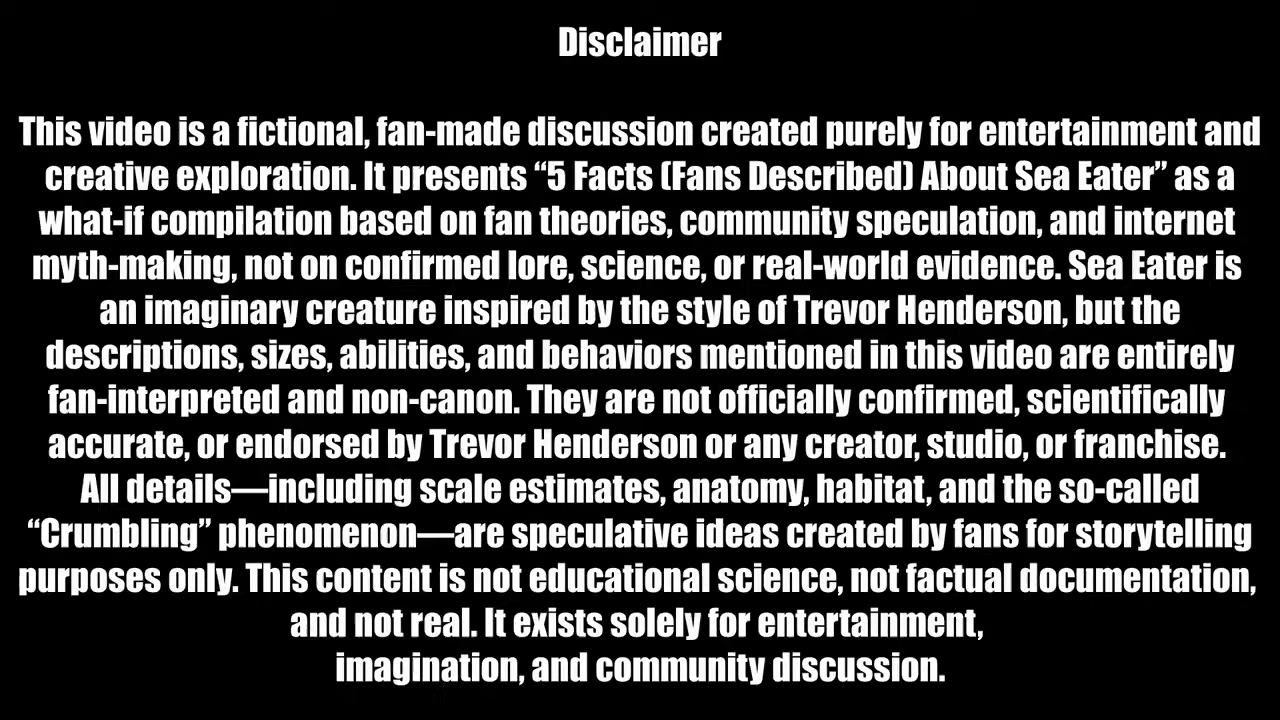 Disclaimer
This video is a fictional, fan-made discussion created purely for entertainment and
creative exploration. It presents “5 Facts (Fans Described) About Sea Eater” as a
what-if compilation based on fan theories, community speculation, and internet
myth-making, not on confirmed lore, science, or real-world evidence. Sea Eater is
an imaginary creature inspired by the style of Trevor Henderson, but the
descriptions, sizes, abilities, and behaviors mentioned in this video are entirely
fan-interpreted and non-canon. They are not officially confirmed, scientifically
accurate, or endorsed by Trevor Henderson or any creator, studio, or franchise.
All details—including scale estimates, anatomy, habitat, and the so-called
“Crumbling” phenomenon—are speculative ideas created by fans for storytelling
purposes only. This content is not educational science, not factual documentation,
and not real. It exists solely for entertainment,
imagination, and community discussion.